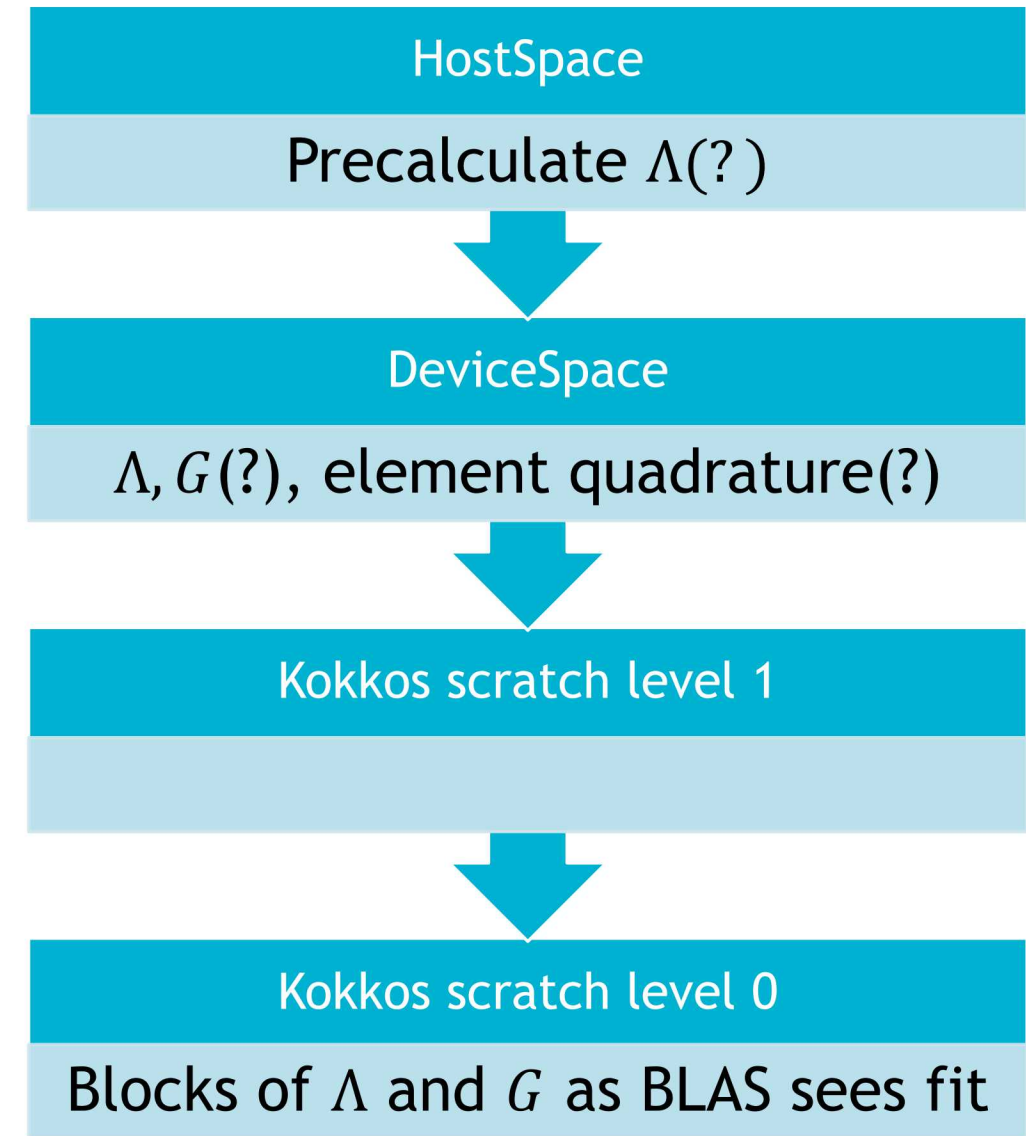 HostSpace
Precalculate Λ(? )
DeviceSpace
Λ, G(?), element quadrature(?)
Kokkos scratch level 1
Kokkos scratch level 0
Blocks of Λ and G as BLAS sees fit